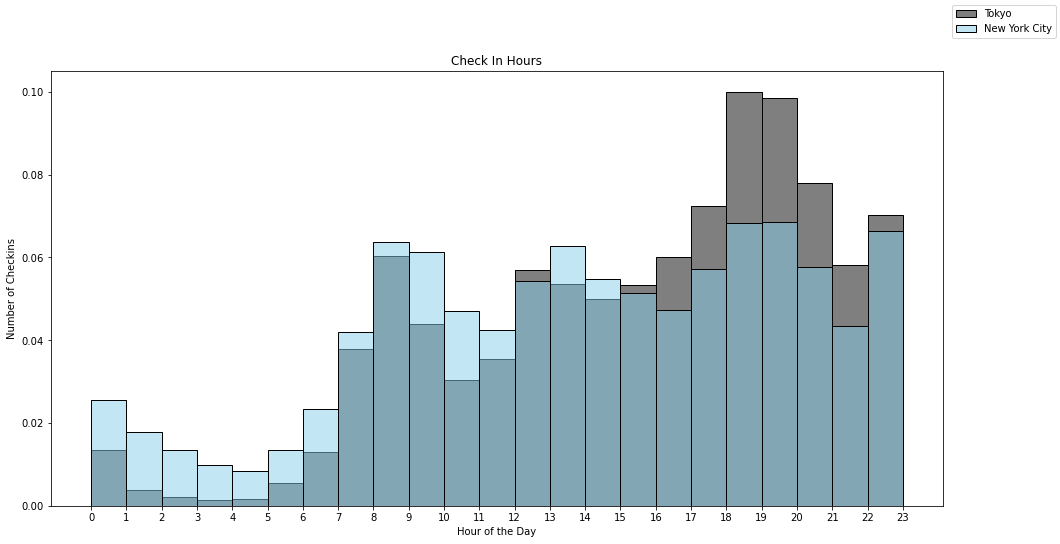 Tokyo
New York City
Check In Hours
Number of Checkins
0.10
0.08
0.06
0.04
0.02
0.00
0 1 2 3 4 5 6 7 8 9 10 11 12 13 14 15 16 17 18 19 20 21 22 23
Hour of the Day